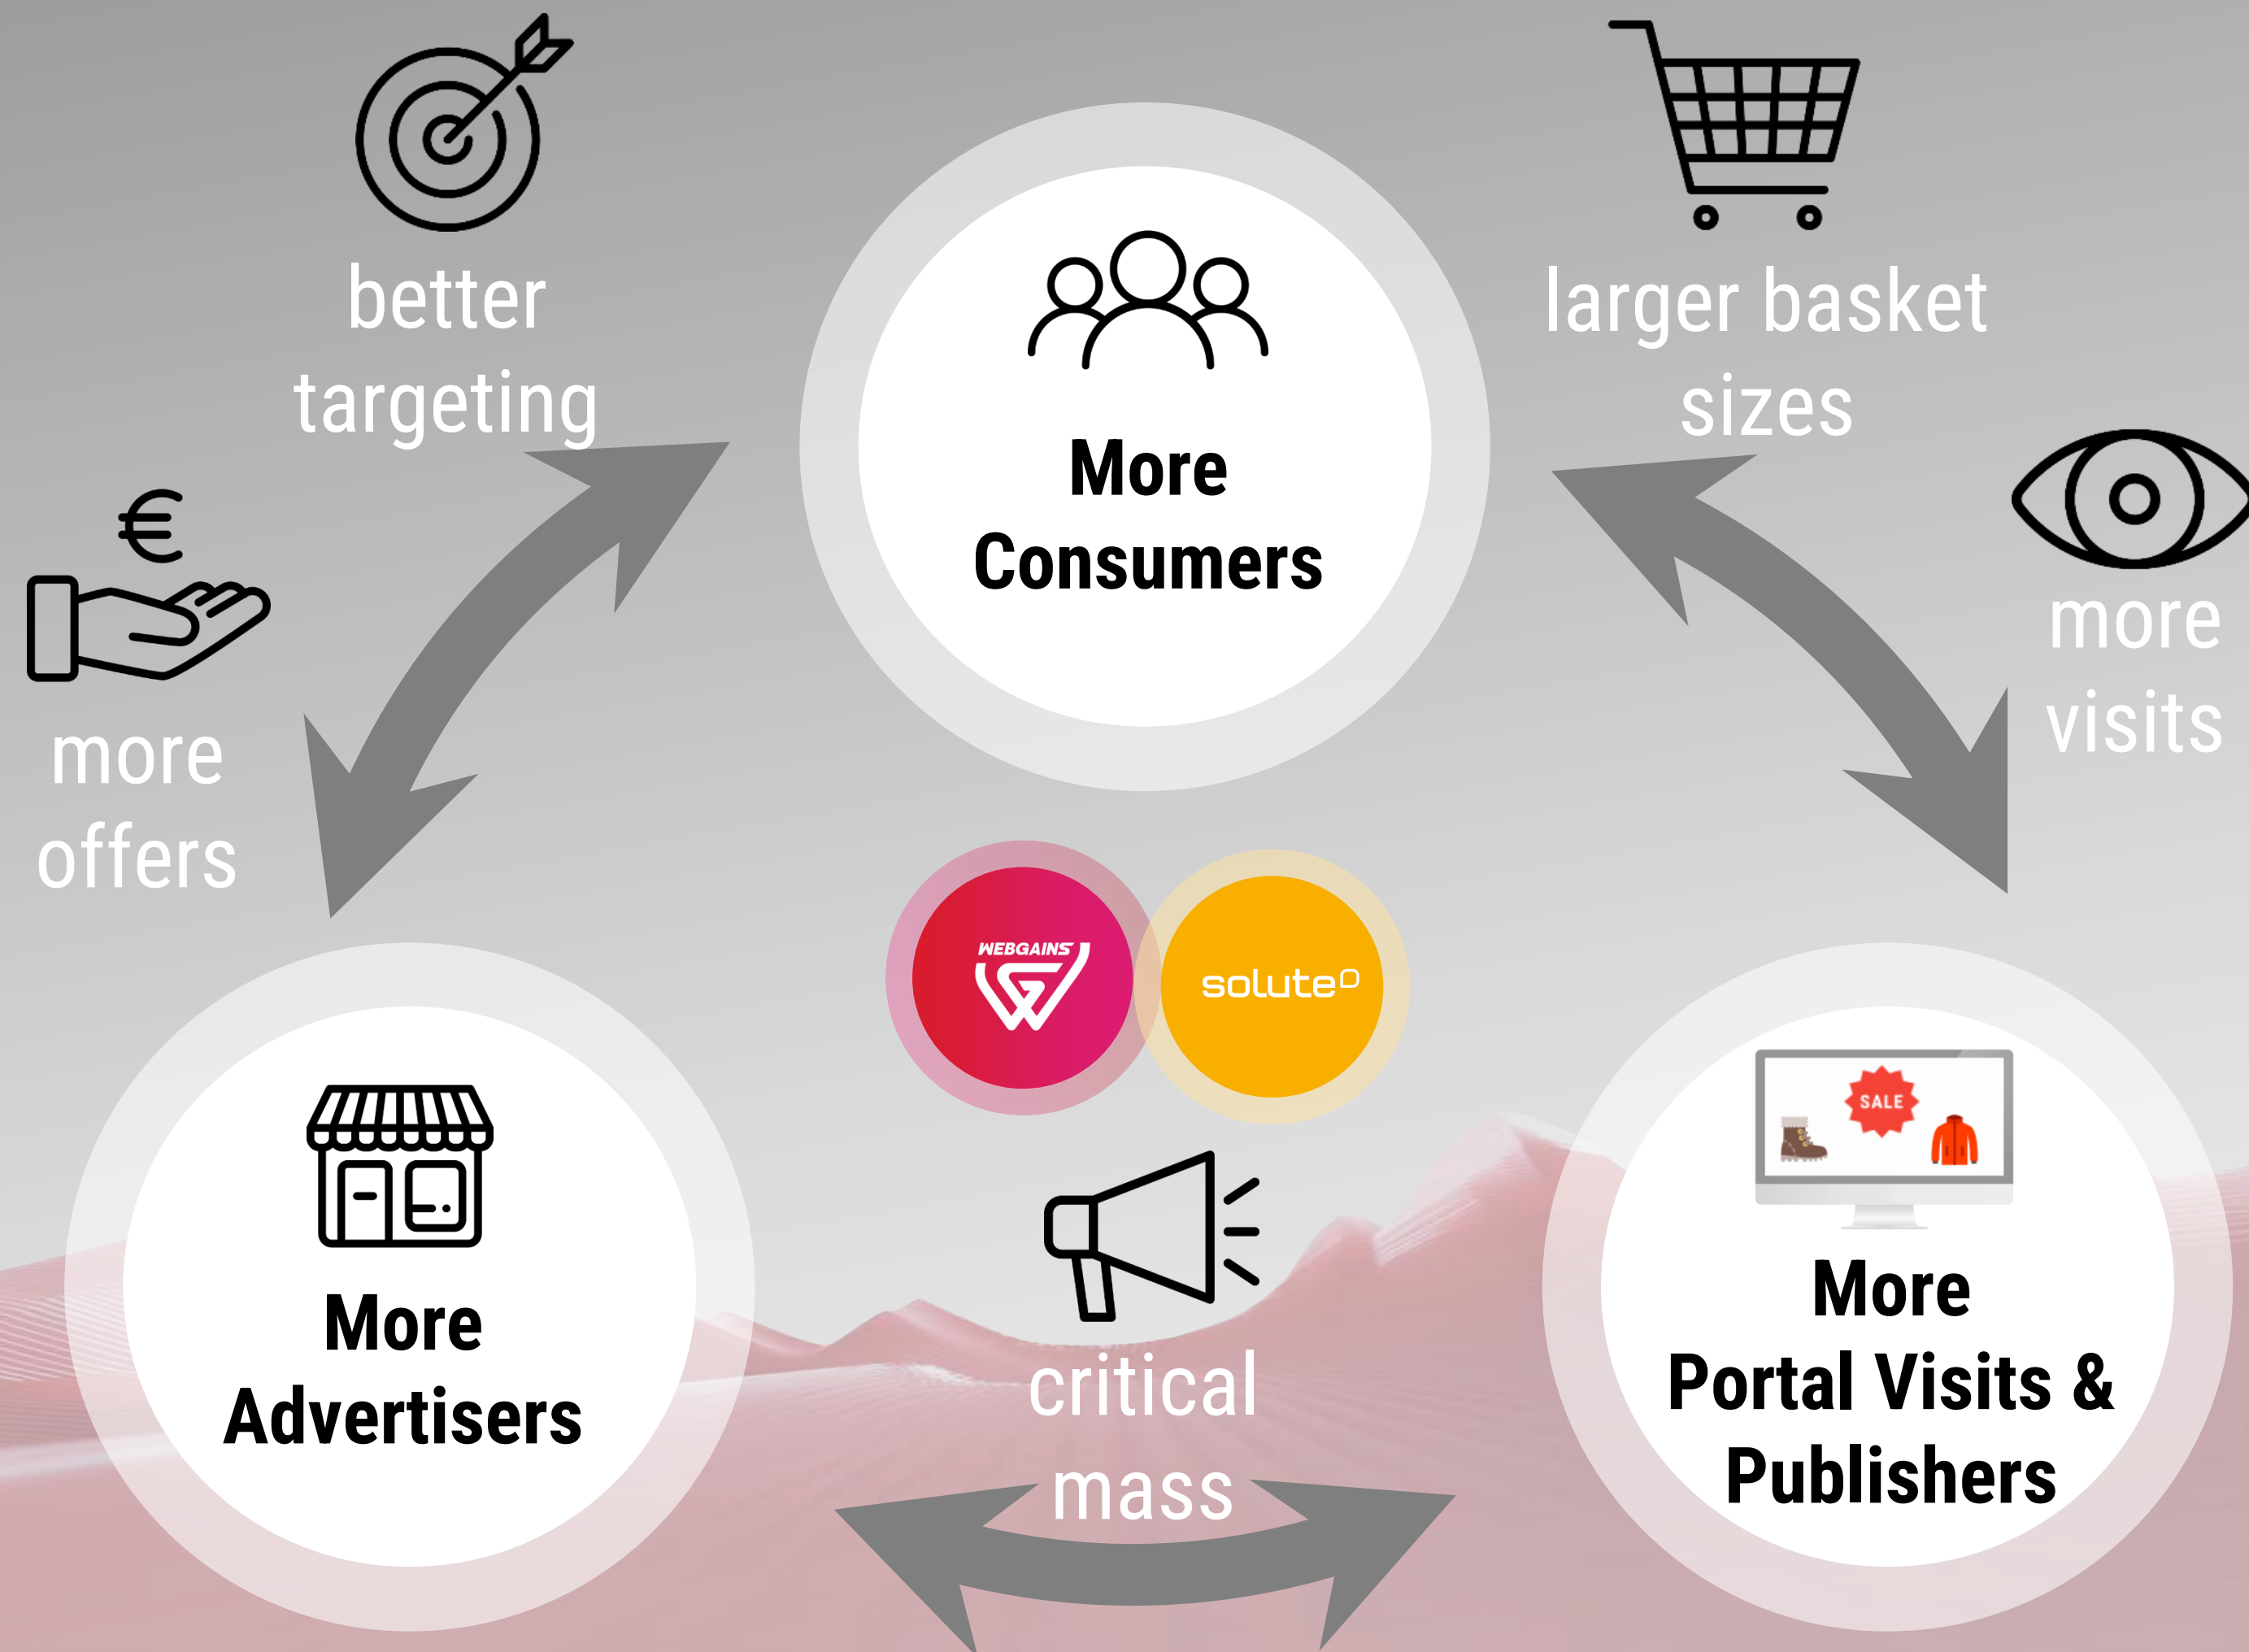 better
targeting
larger basket
sizes
More
Consumers
€
more
offers
more
visits
WEBGAINS
solute
SALE
More
Advertisers
critical
mass
More
Portal Visits &
Publishers